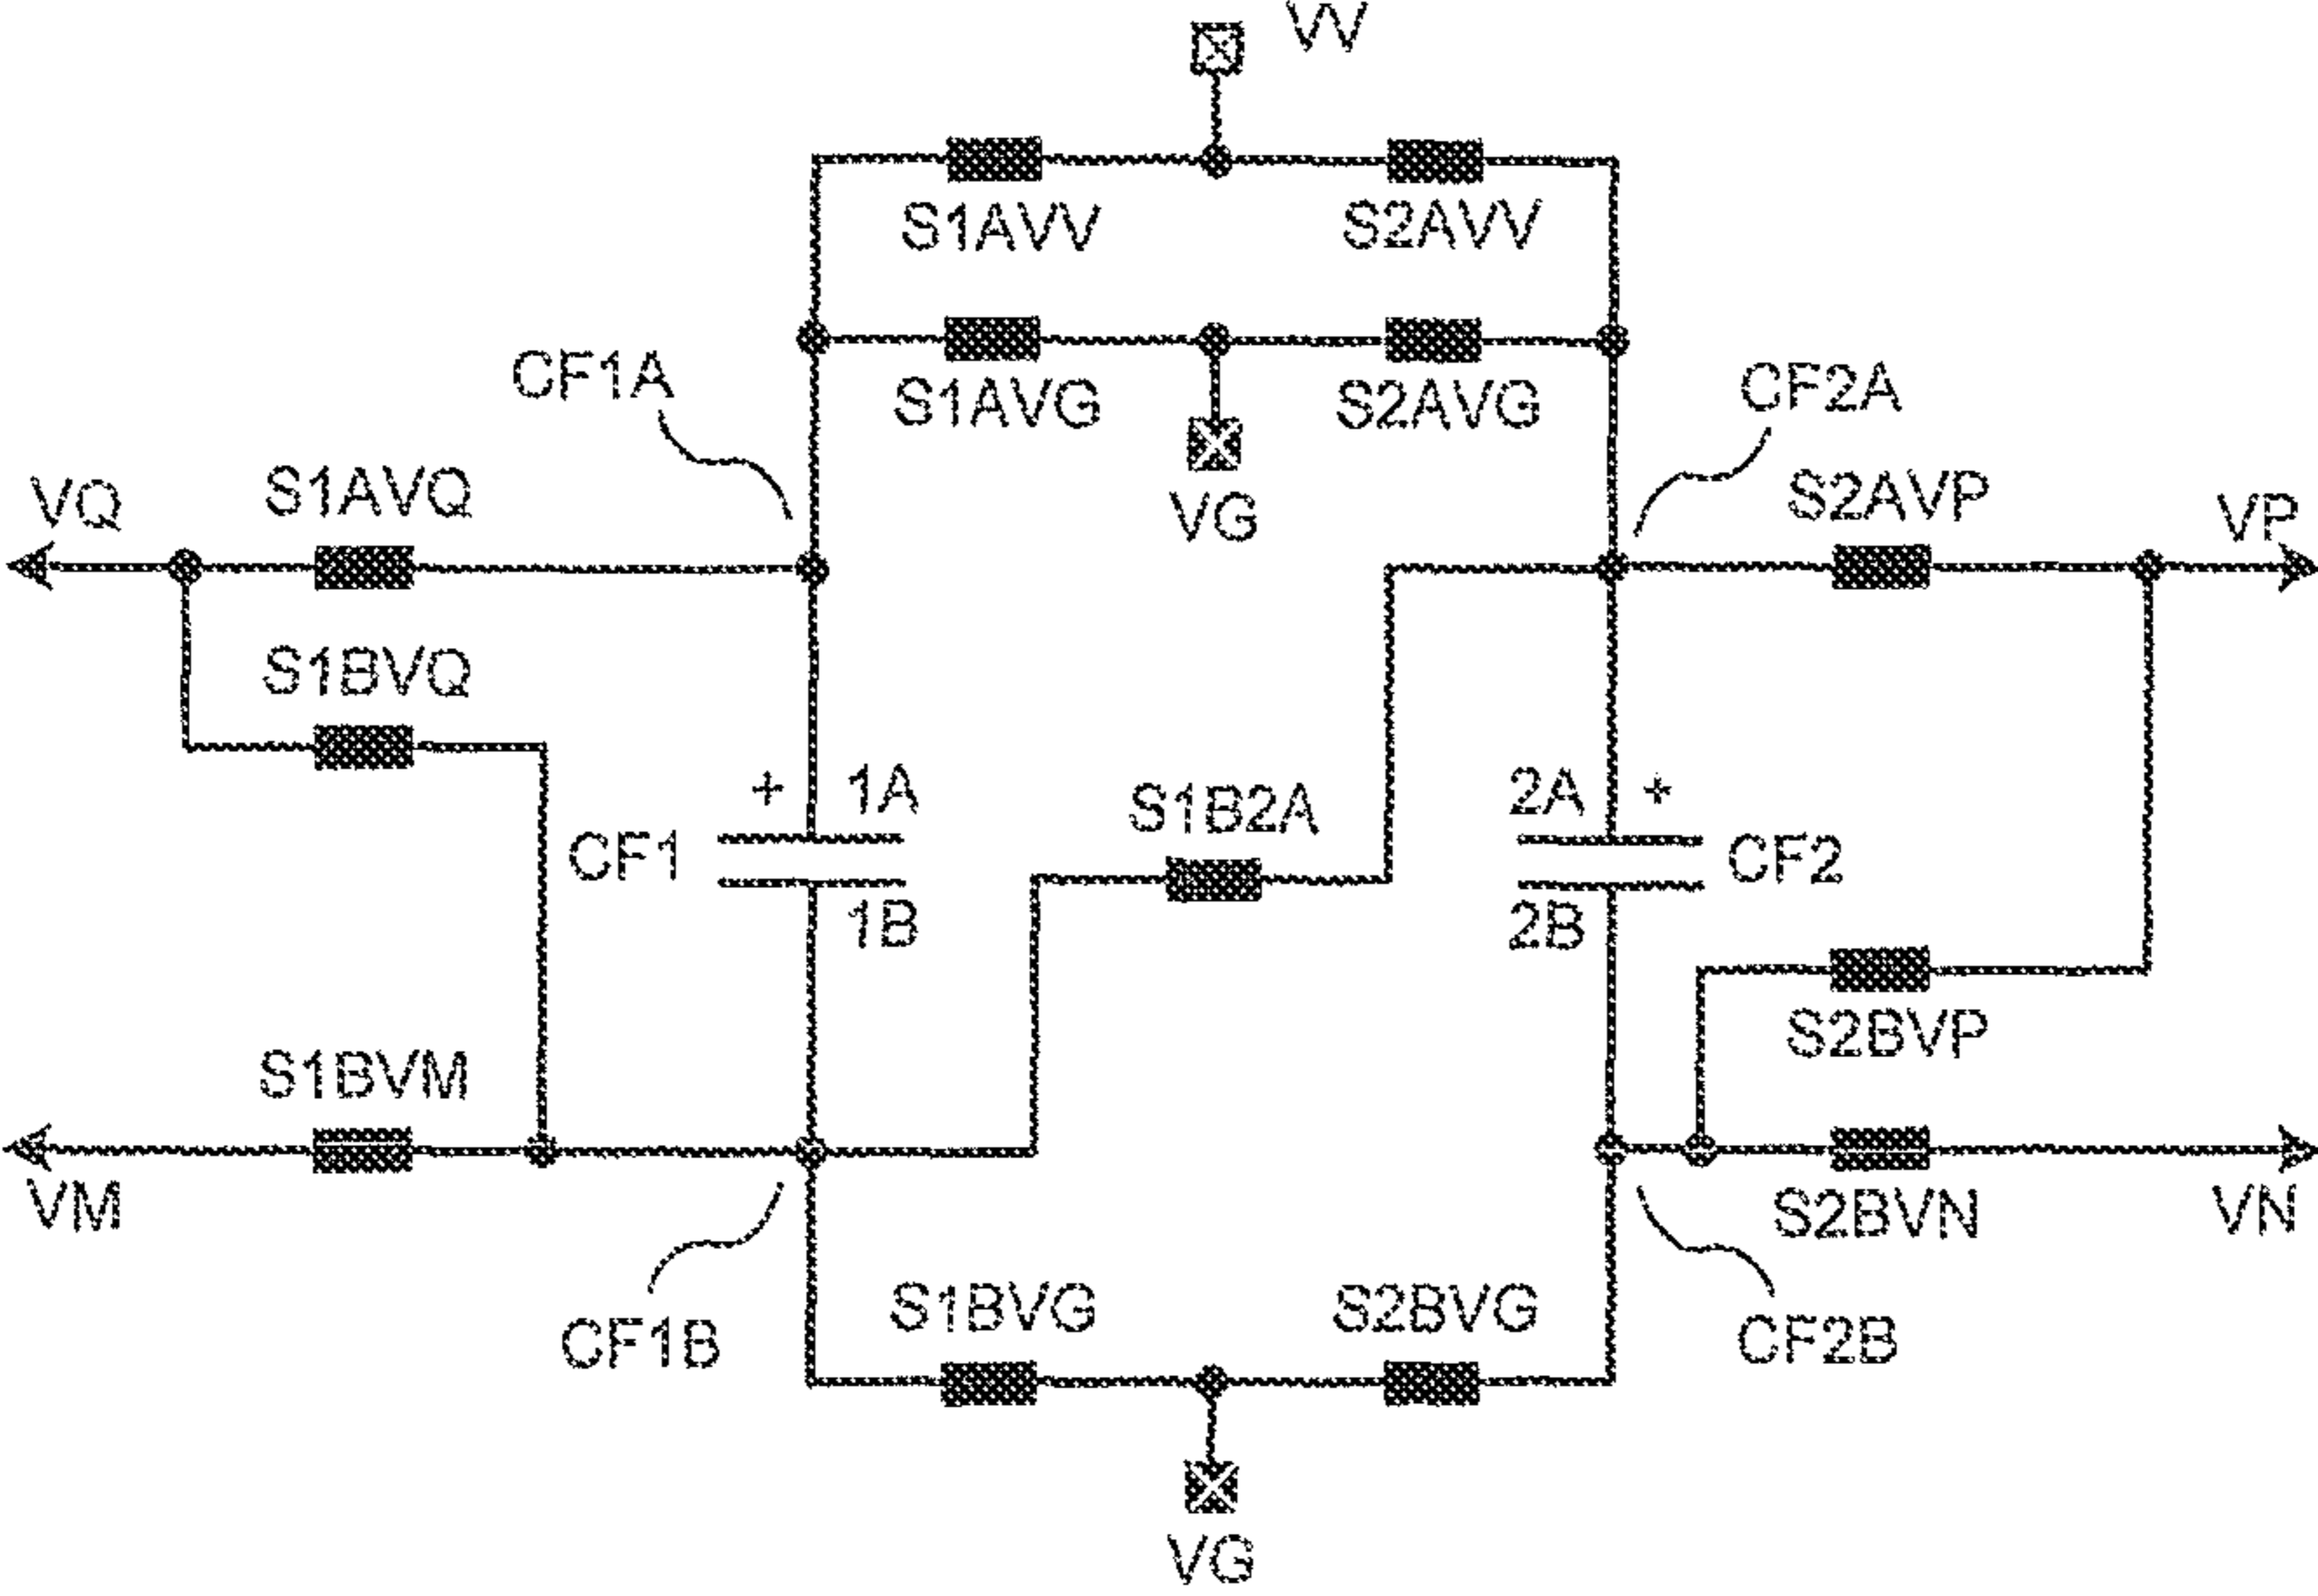 VV
S1AVV
S2AVV
CF1A
S1AVG
S2AVG
CF2A
VQ
S1AVQ
VG
S2AVP
VP
S1BVQ
+ 1A
2A +
CF1
S1B2A
CF2
1B
2B
S2BVP
S1BVM
VM
S2BVN
VN
S1BVG
S2BVG
CF1B
CF2B
VG